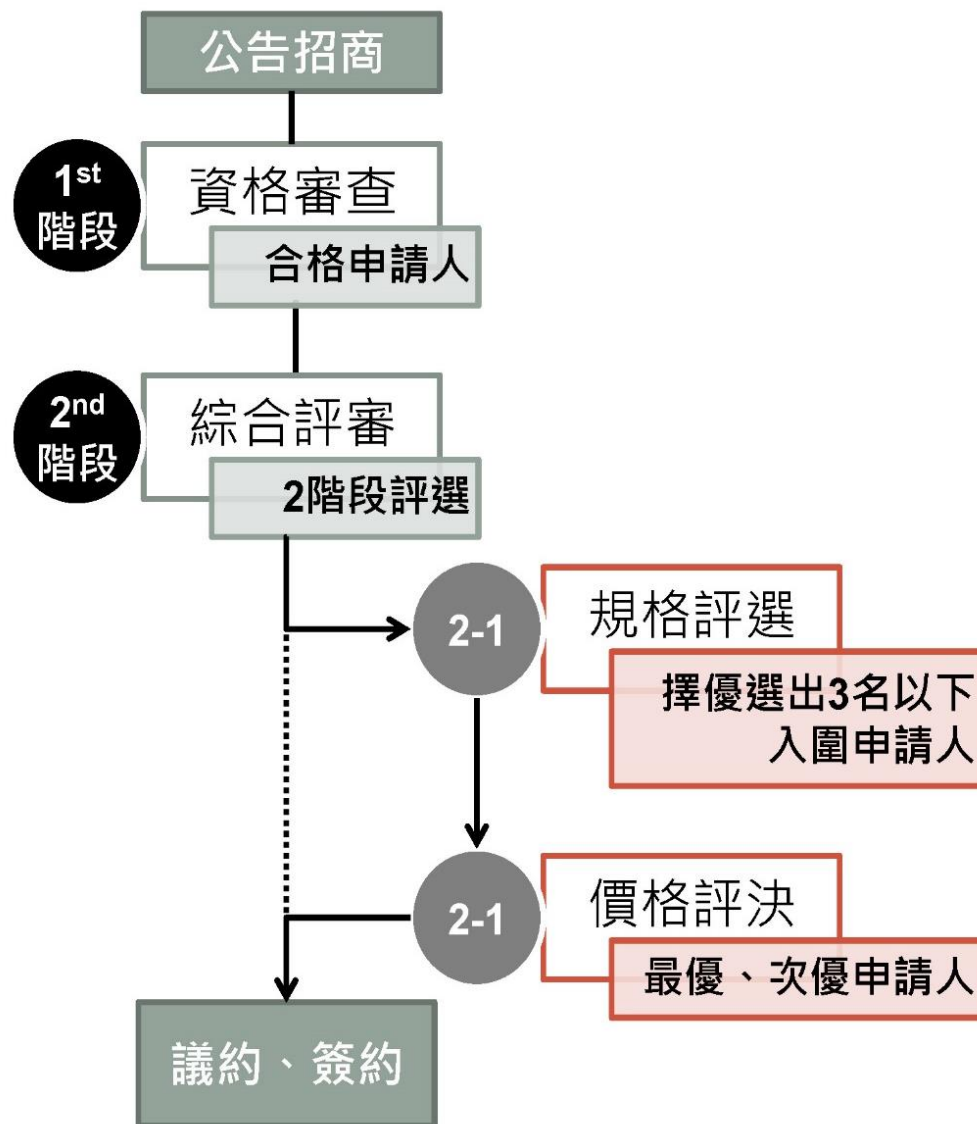 公告招商
1st
階段
資格審查
合格申請人
2nd
階段
綜合評審
2階段評選
2-1
規格評選
擇優選出3名以下
入圍申請人
2-1
價格評決
最優、次優申請人
議約、簽約